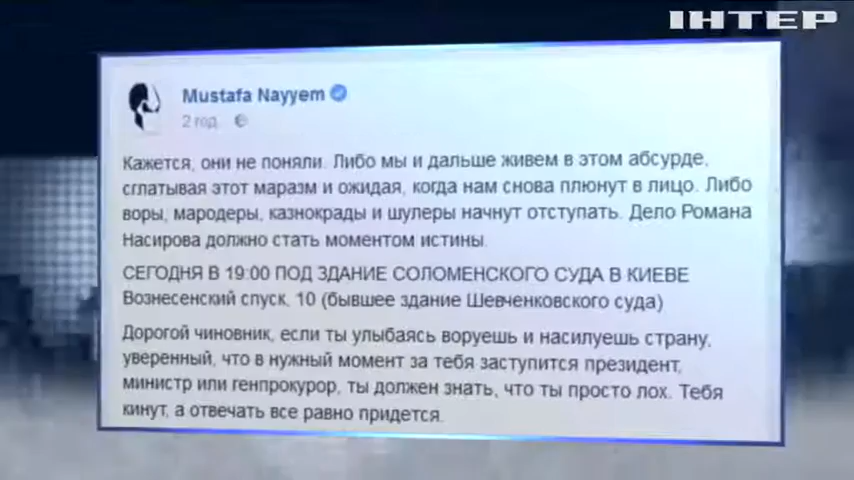 ІНТЕР
Mustafa Nayyem
2 год.
Кажется, они не поняли. Либо мы и дальше живем в этом абсурде,
сглатывая этот маразм и ожидая, когда нам снова плюнут в лицо. Либо
воры, мародеры, казнокрады и шулеры начнут отступать. Дело Романа
Насирова должно стать моментом истины.
СЕГОДНЯ В 19:00 ПОД ЗДАНИЕ СОЛОМЕНСКОГО СУДА В КИЕВЕ
Вознесенский спуск, 10 (бывшее здание Шевченковского суда)
Дорогой чиновник, если ты улыбаясь воруешь и насилуешь страну,
уверенный, что в нужный момент за тебя заступится президент,
министр или генпрокурор, ты должен знать, что ты просто лох. Тебя
кинут, а отвечать все равно придется.